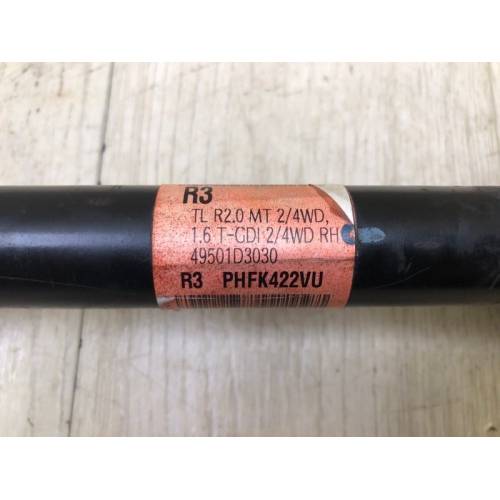 R3
TL R2.0 MT 2/4WD,
1.6 T-GDI 2/4WD RH
49501D3030
R3 PHFK422VU